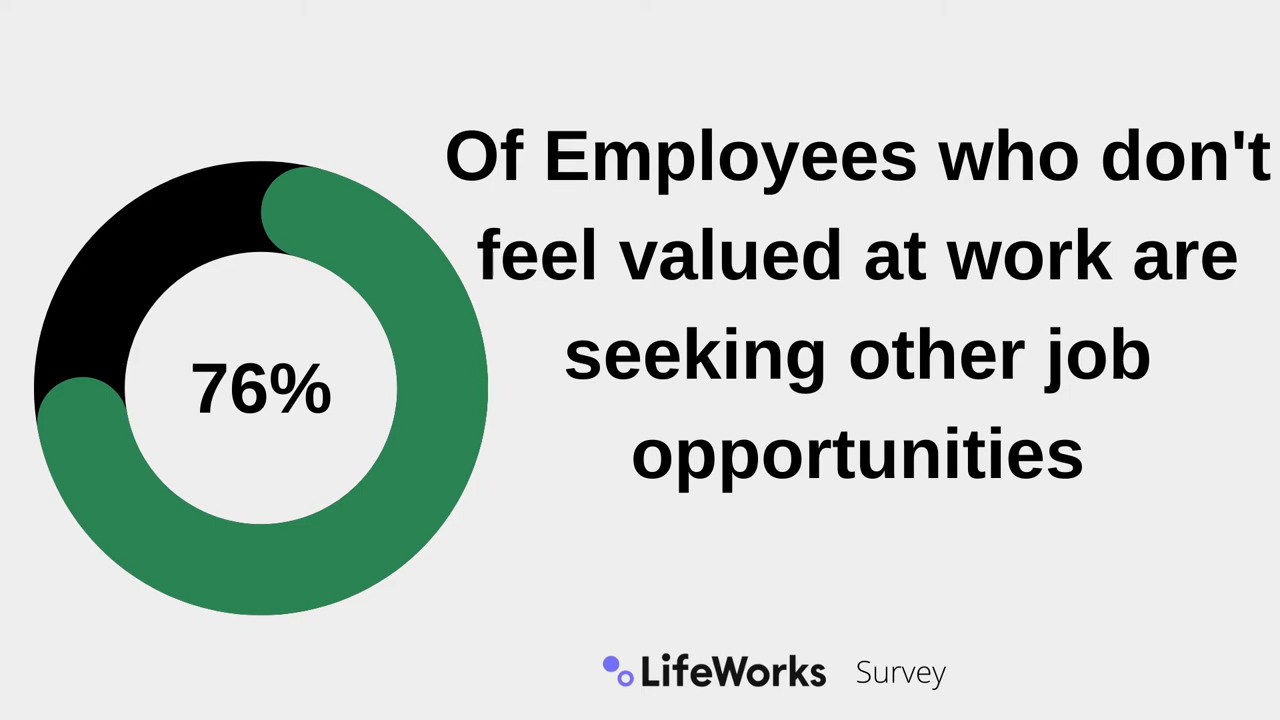 76%
Of Employees who don't
feel valued at work are
seeking other job
opportunities
LifeWorks Survey